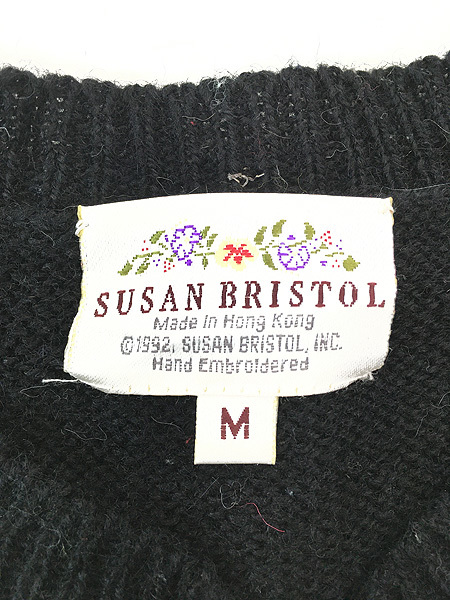 SUSAN BRISTOL
Made In Hong Kong
©1992, SUSAN BRISTOL, INC.
Hand Embroidered
M